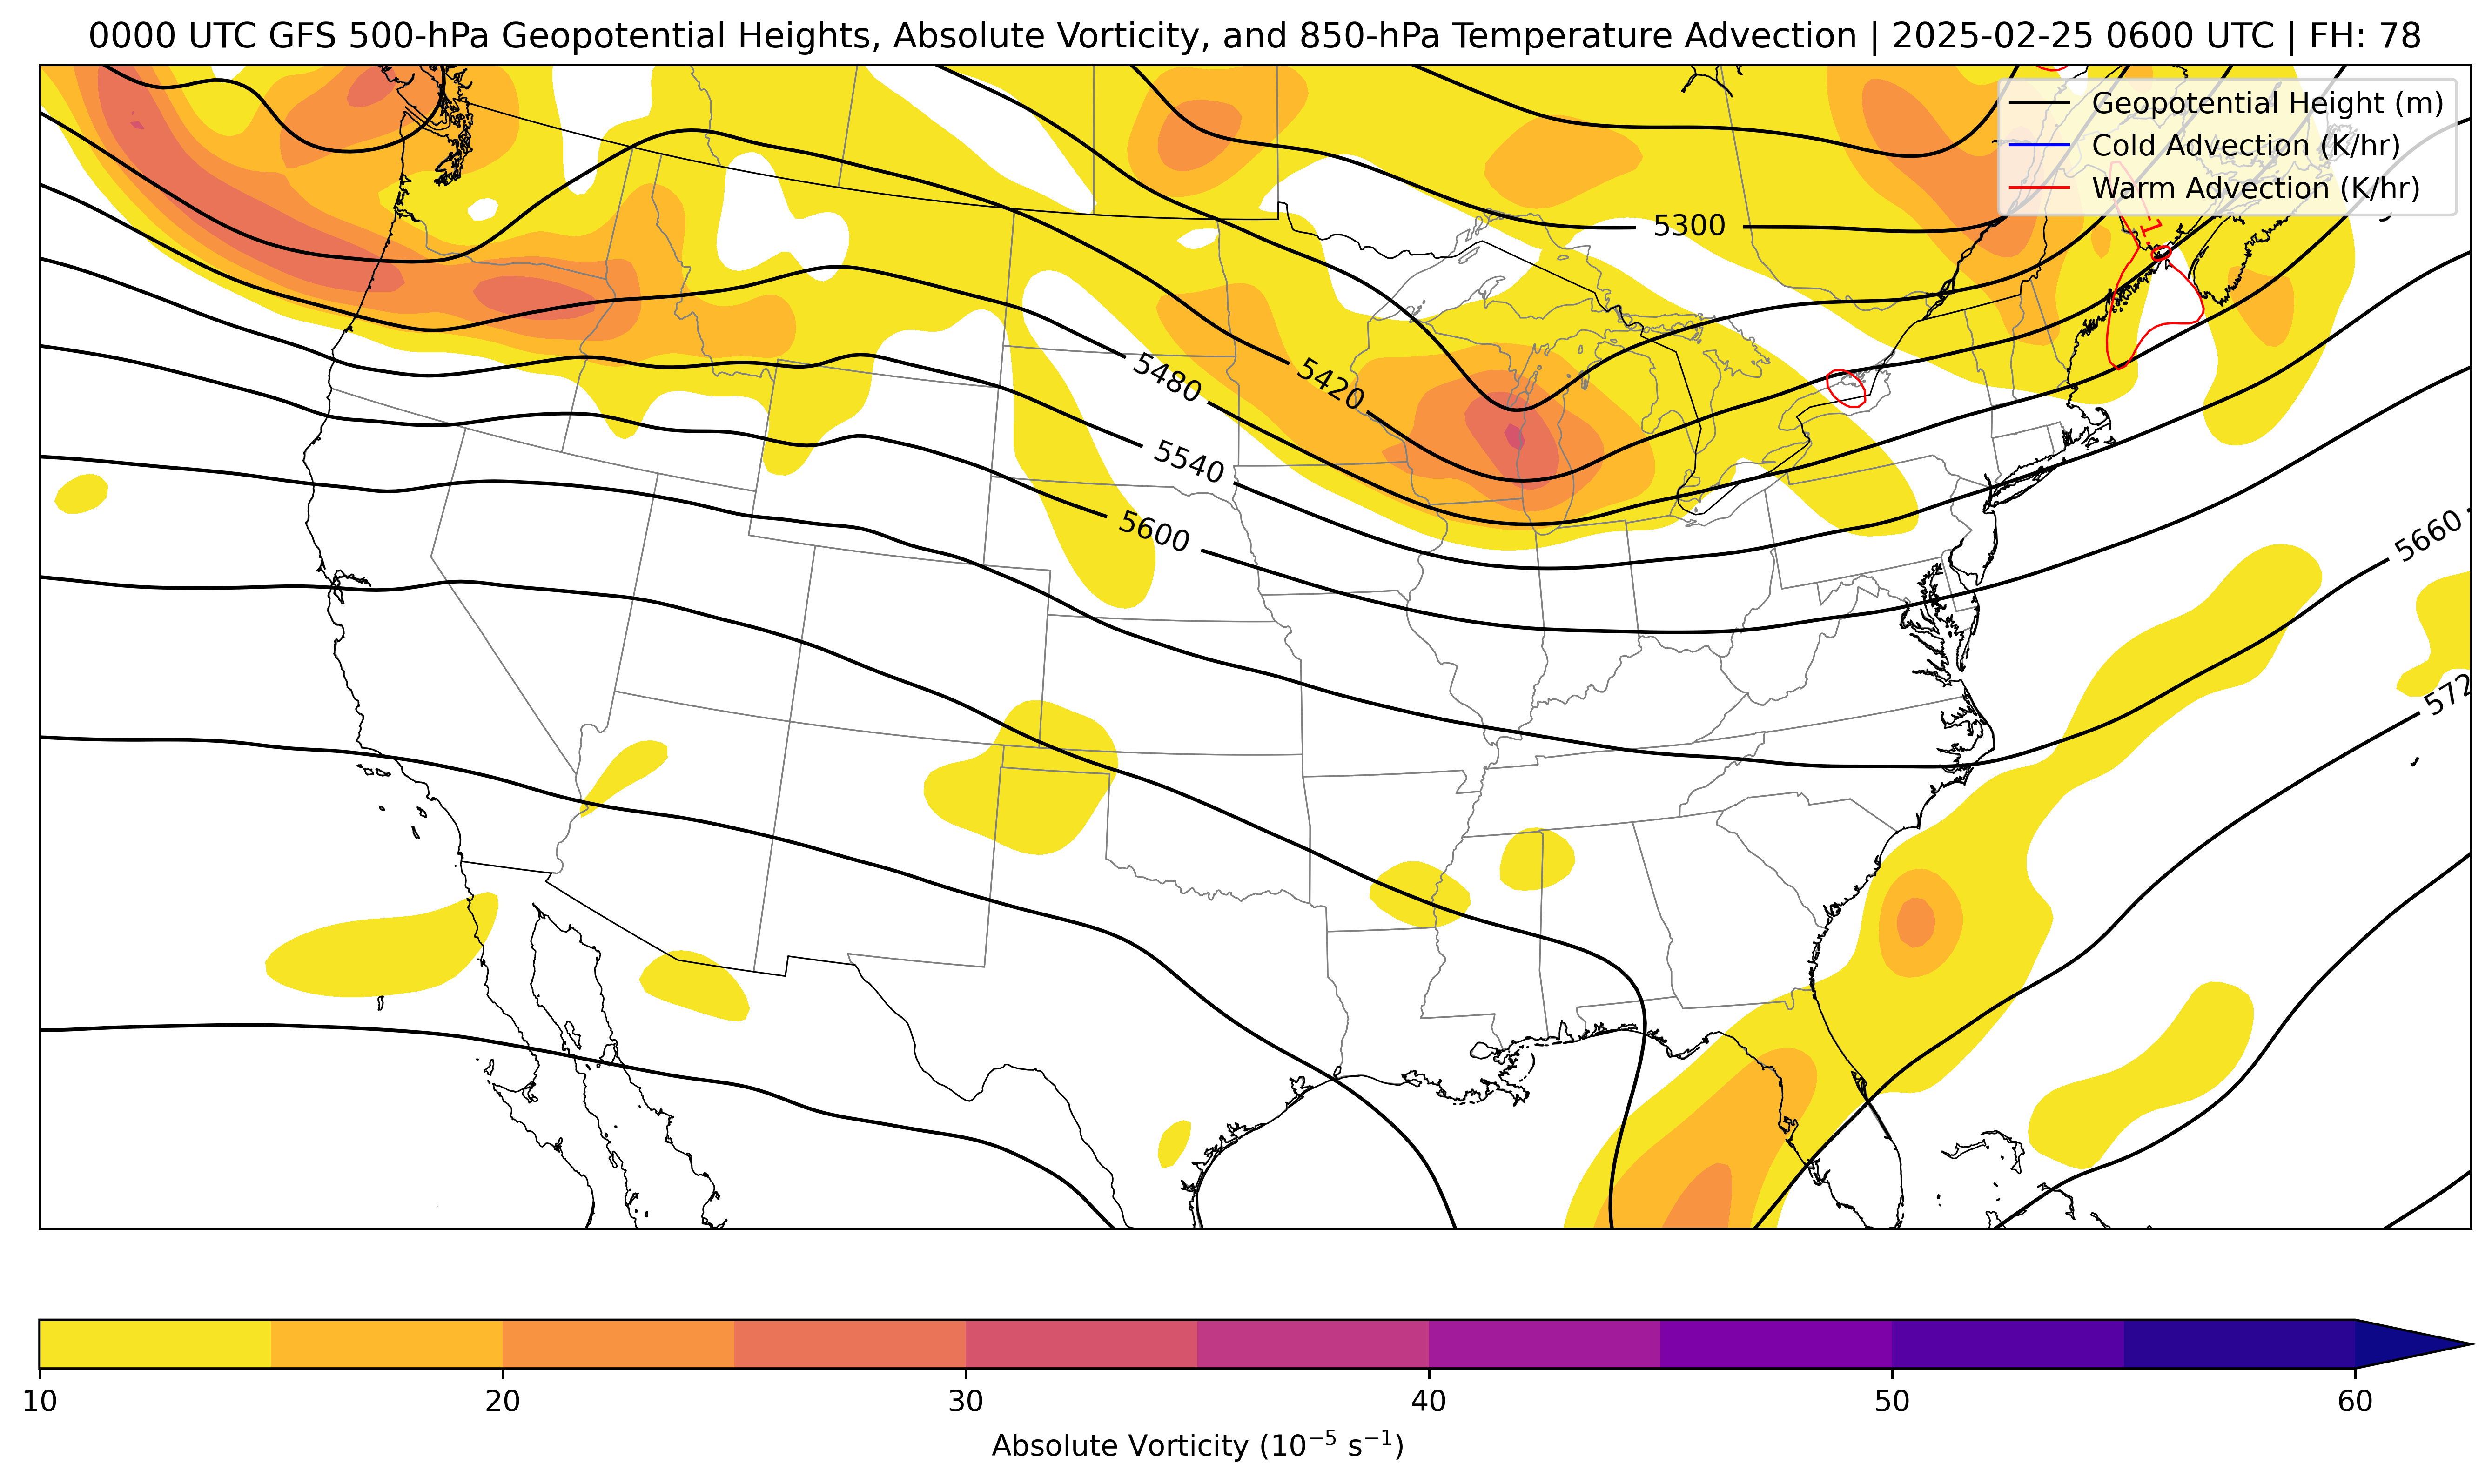 0000 UTC GFS 500-hPa Geopotential Heights, Absolute Vorticity, and 850-hPa Temperature Advection | 2025-02-25 0600 UTC | FH: 78
Geopotential Height (m)
Cold Advection (K/hr)
Warm Advection (K/hr)
5300
1
5480
5420
5540
5600
5660
572
10 20 30 40 50 60
Absolute Vorticity (10⁻⁵ s⁻¹)